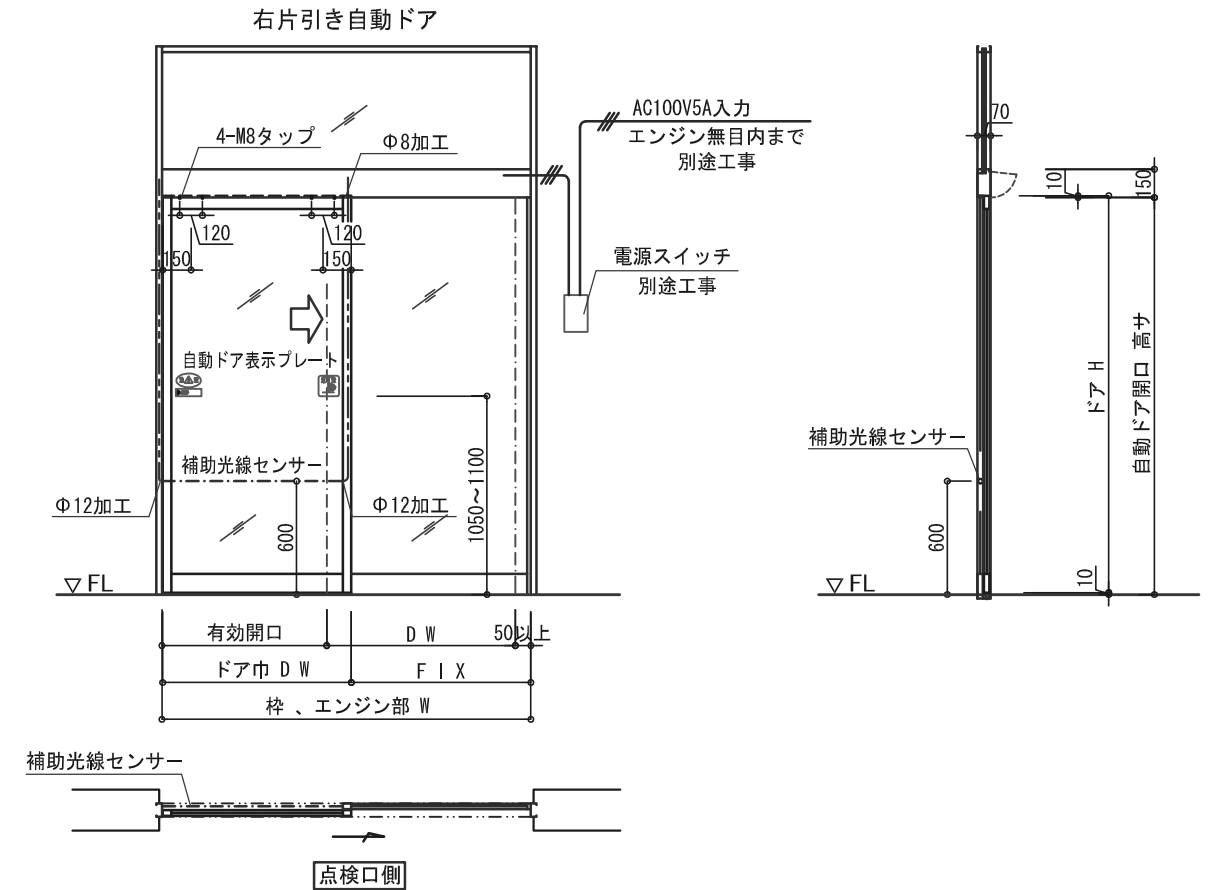 右片引き自動ドア
4-M8タップ
Φ8加工
AC100V5A入力
エンジン無目内まで
別途工事
120
120
150
150
電源スイッチ
別途工事
自動ドア表示プレート
補助光線センサー
Φ12加工
Φ12加工
600
1050～1100
▽ FL
有効開口
D W
50以上
ドア巾 D W
F I X
枠 、エンジン部 W
70
10
150
ドア H
自動ドア開口 高サ
補助光線センサー
600
10
▽ FL
補助光線センサー
点検口側